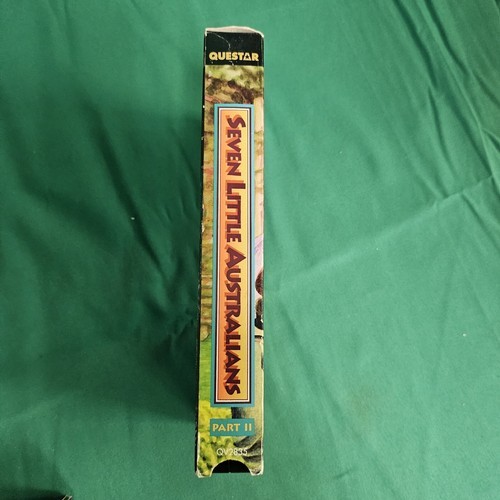 QUESTAR
SEVEN LITTLE AUSTRALIANS
PART II
QV2835